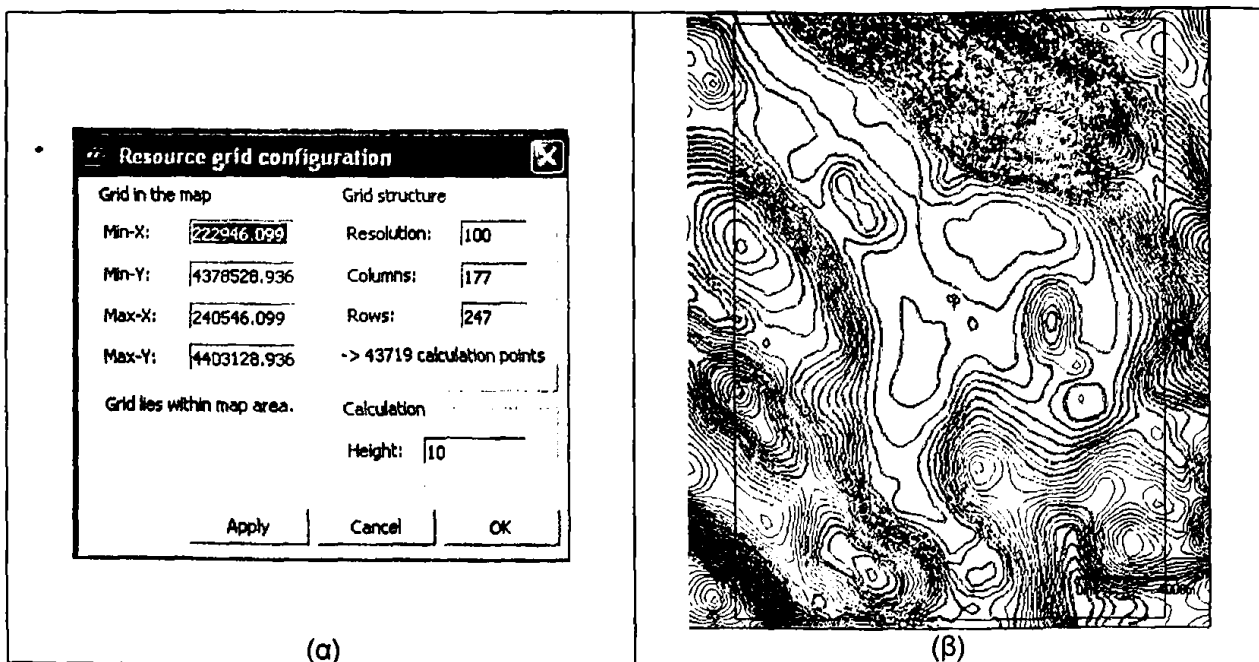 Resource grid configuration
Grid in the map
Grid structure
Min-X: 222946.099
Resolution: 100
Min-Y: 4378528.936
Columns: 177
Max-X: 240546.099
Rows: 247
Max-Y: 4403128.936
-> 43719 calculation points
Grid lies within map area.
Calculation
Height: 10
Apply
Cancel
OK
(α)
(β)